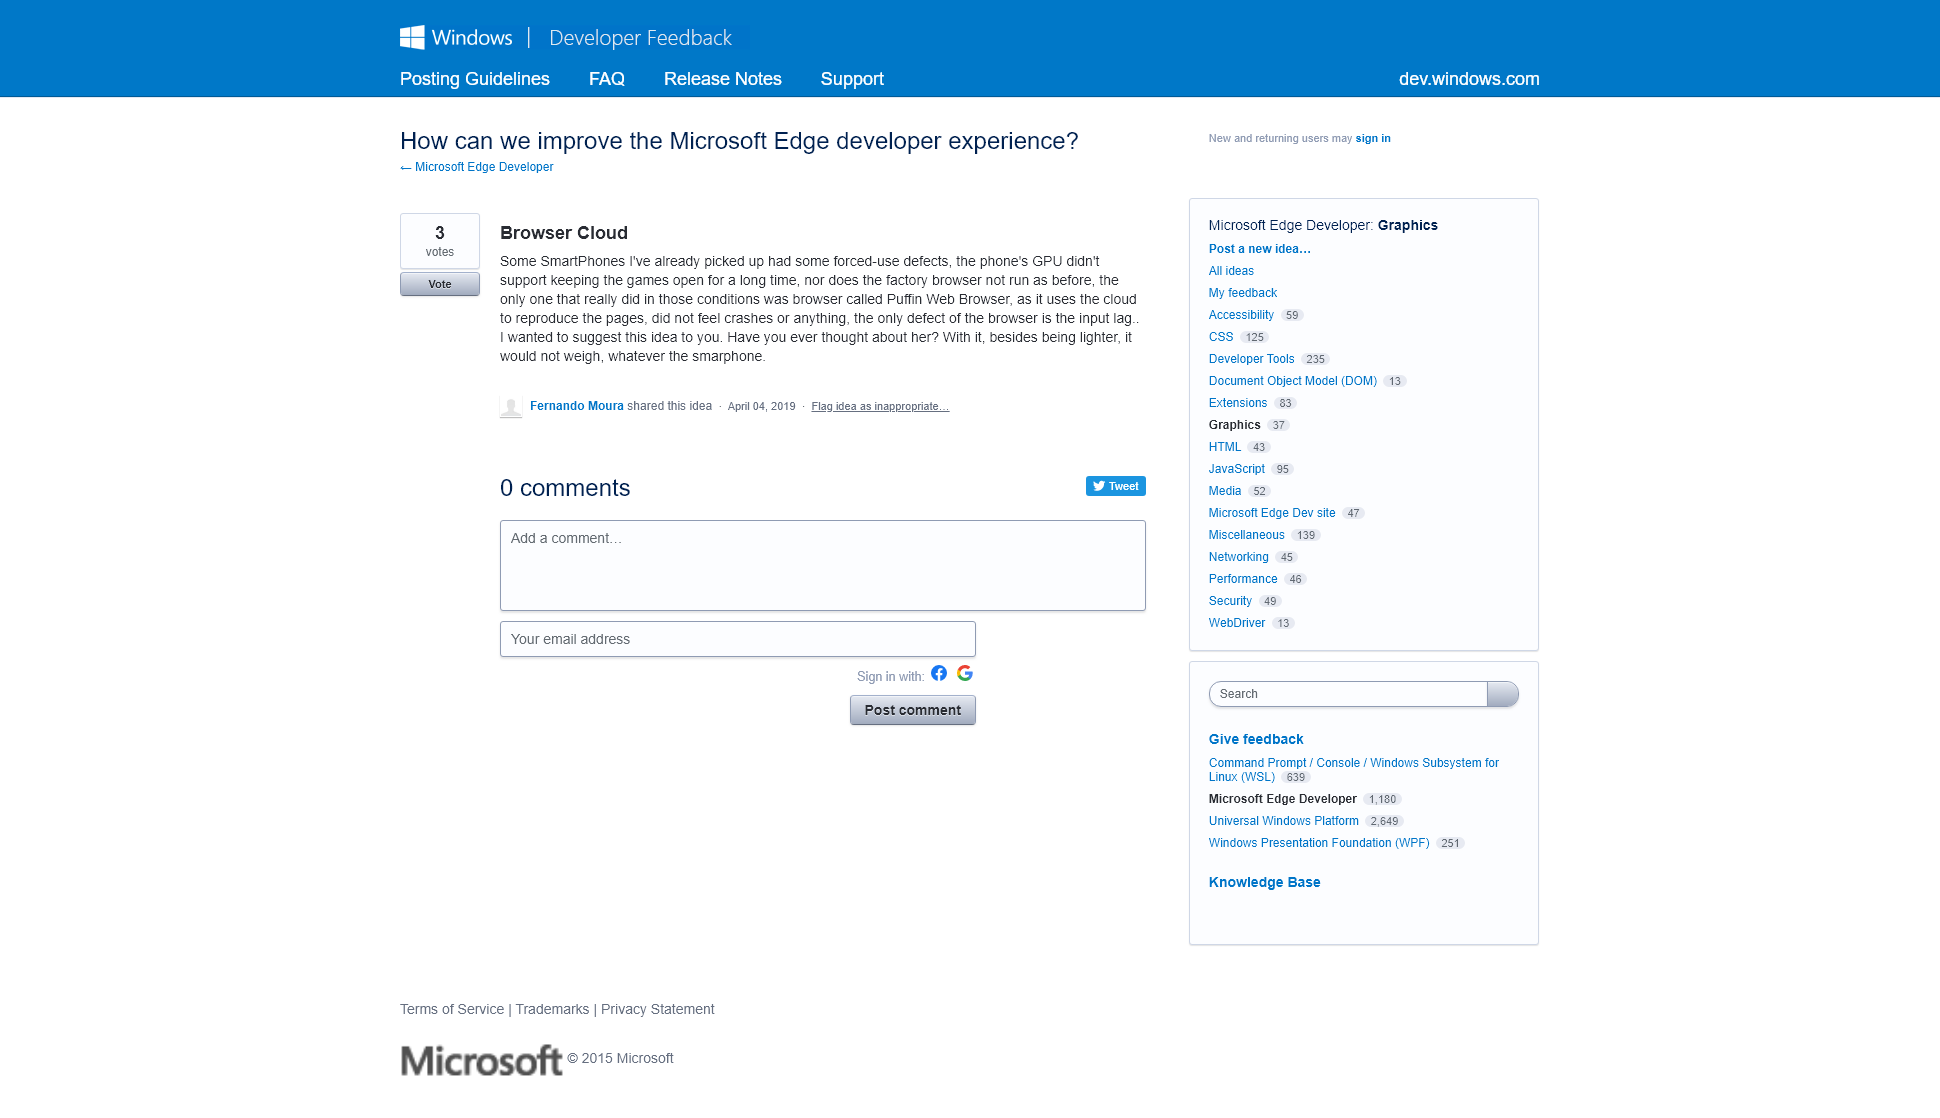 Windows | Developer Feedback
Posting Guidelines FAQ Release Notes Support dev.windows.com
How can we improve the Microsoft Edge developer experience?
← Microsoft Edge Developer
New and returning users may sign in
3
votes
Vote
Browser Cloud
Some SmartPhones I've already picked up had some forced-use defects, the phone's GPU didn't
support keeping the games open for a long time, nor does the factory browser not run as before, the
only one that really did in those conditions was browser called Puffin Web Browser, as it uses the cloud
to reproduce the pages, did not feel crashes or anything, the only defect of the browser is the input lag..
I wanted to suggest this idea to you. Have you ever thought about her? With it, besides being lighter, it
would not weigh, whatever the smarphone.
Fernando Moura shared this idea · April 04, 2019 · Flag idea as inappropriate…
0 comments
Tweet
Add a comment…
Your email address
Sign in with:
Post comment
Microsoft Edge Developer: Graphics
Post a new idea…
All ideas
My feedback
Accessibility 59
CSS 125
Developer Tools 235
Document Object Model (DOM) 13
Extensions 83
Graphics 37
HTML 43
JavaScript 95
Media 52
Microsoft Edge Dev site 47
Miscellaneous 139
Networking 45
Performance 46
Security 49
WebDriver 13
Search
Give feedback
Command Prompt / Console / Windows Subsystem for
Linux (WSL) 639
Microsoft Edge Developer 1,180
Universal Windows Platform 2,649
Windows Presentation Foundation (WPF) 251
Knowledge Base
Terms of Service | Trademarks | Privacy Statement
Microsoft © 2015 Microsoft